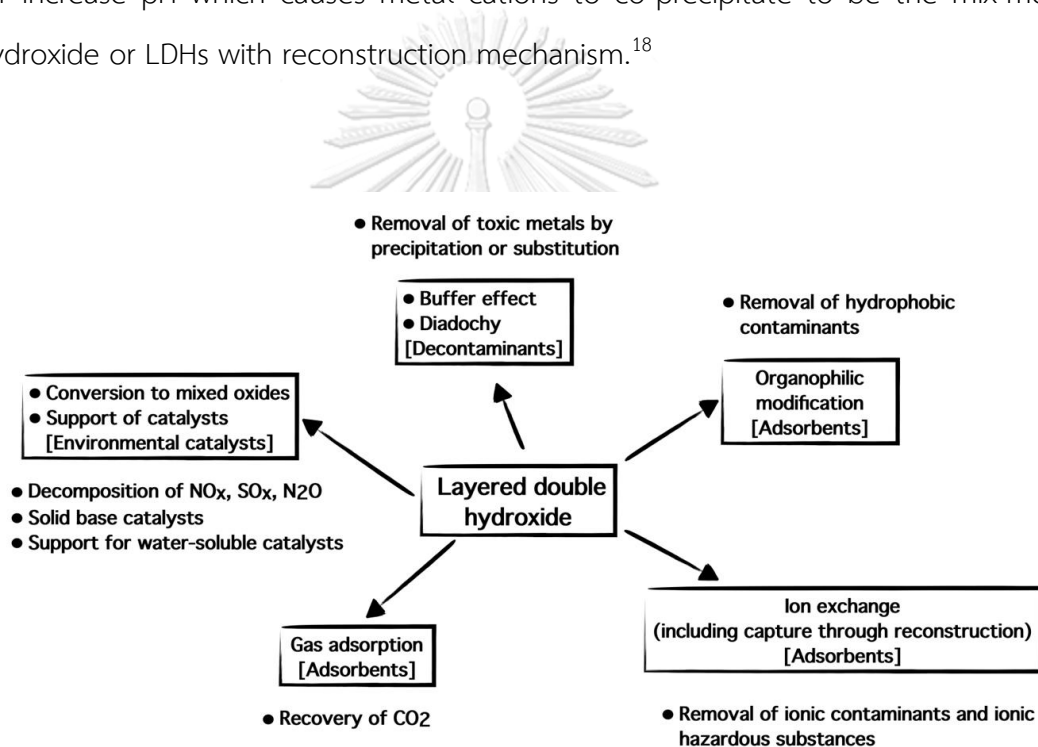 increase pH which causes metal cations to co-precipitate to be the
hydroxide or LDHs with reconstruction mechanism.18
● Removal of toxic metals by
precipitation or substitution
● Buffer effect
● Diadochy
[Decontaminants]
● Removal of hydrophobic
contaminants
Organophilic
modification
[Adsorbents]
● Conversion to mixed oxides
● Support of catalysts
[Environmental catalysts]
● Decomposition of NOx, SOx, N2O
● Solid base catalysts
● Support for water-soluble catalysts
Layered double
hydroxide
Gas adsorption
[Adsorbents]
● Recovery of CO2
Ion exchange
(including capture through reconstruction)
[Adsorbents]
● Removal of ionic contaminants and ionic
hazardous substances